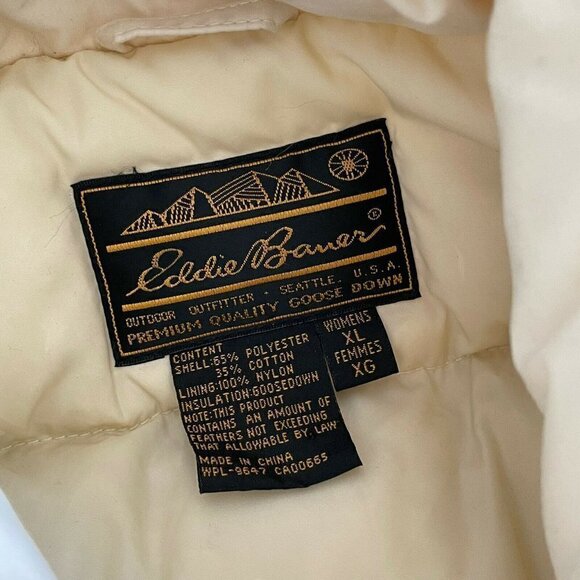 Eddie Bauer ®
OUTDOOR OUTFITTER · SEATTLE, U.S.A.
PREMIUM QUALITY GOOSE DOWN
WOMENS
XL
FEMMES
XG
CONTENT
SHELL:65% POLYESTER
35% COTTON
LINING:100% NYLON
INSULATION:GOOSEDOWN
NOTE:THIS PRODUCT
CONTAINS AN AMOUNT OF
FEATHERS NOT EXCEEDING
THAT ALLOWABLE BY LAW
MADE IN CHINA
WPL-9647 CA00665